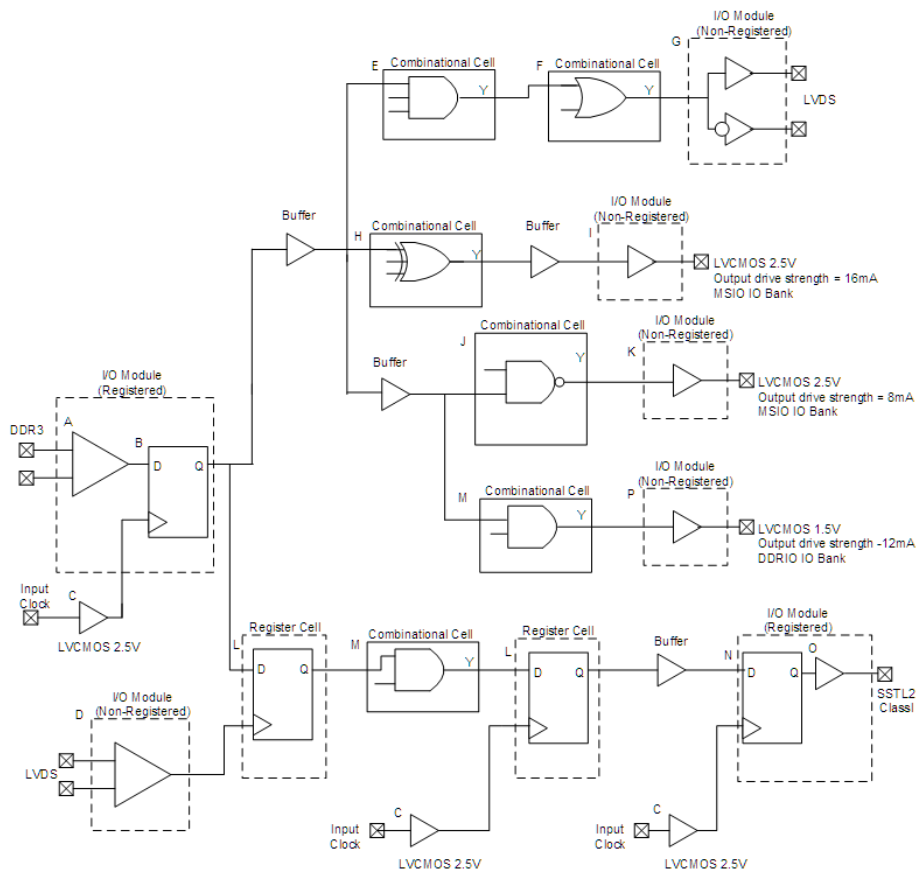 I/O Module
(Non-Registered)
G
E
Combinational Cell
F
Combinational Cell
Y
Y
LVDS
I/O Module
(Non-Registered)
Buffer
H
Combinational Cell
Buffer
I
Y
LVCMOS 2.5V
Output drive strength = 16mA
MSIO IO Bank
Combinational Cell
I/O Module
(Non-Registered)
J
Y
K
Buffer
LVCMOS 2.5V
Output drive strength = 8mA
MSIO IO Bank
I/O Module
(Registered)
A
DDR3
B
D
Q
I/O Module
(Non-Registered)
M
Combinational Cell
P
Y
LVCMOS 1.5V
Output drive strength -12mA
DDRIO IO Bank
Input
Clock
C
LVCMOS 2.5V
Register Cell
L
D
Q
M
Combinational Cell
Y
Register Cell
L
D
Q
Buffer
I/O Module
(Registered)
N
D
Q
O
SSTL2
ClassI
D
I/O Module
(Non-Registered)
LVDS
C
Input
Clock
LVCMOS 2.5V
C
Input
Clock
LVCMOS 2.5V